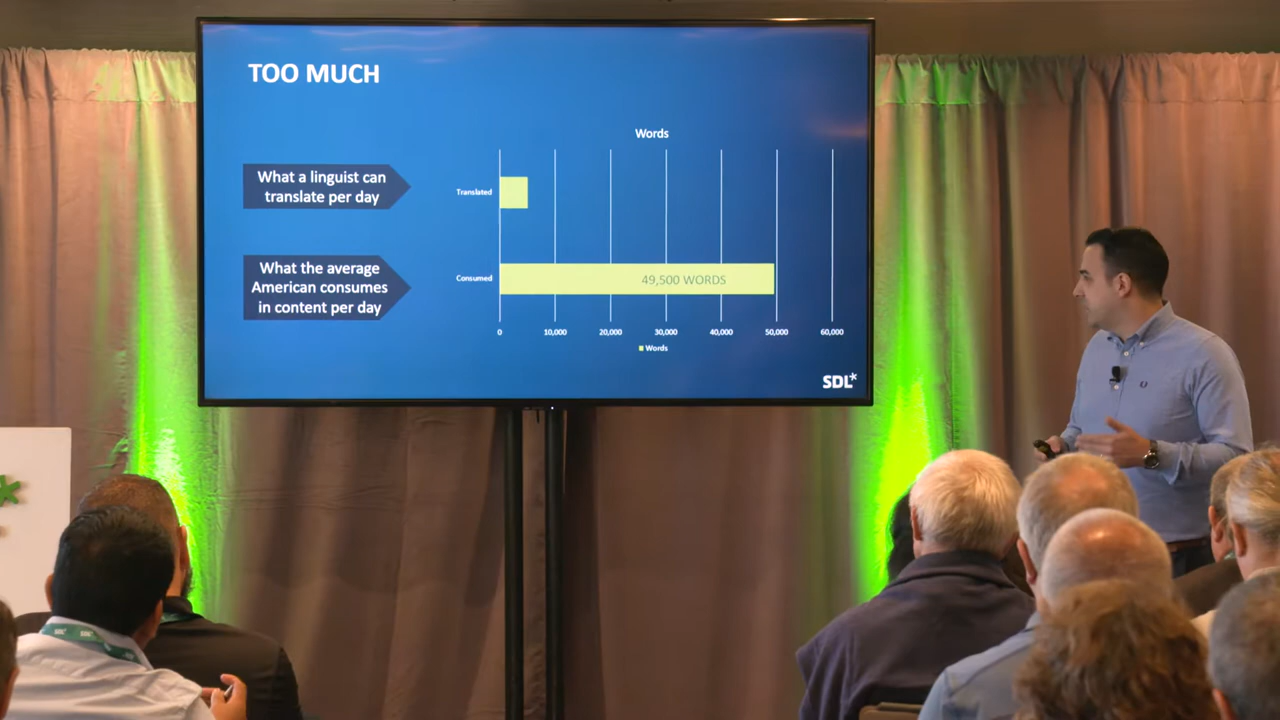 TOO MUCH
What a linguist can
translate per day
What the average
American consumes
in content per day
Words
Translated
Consumed
49,500 WORDS
0
10,000
20,000
30,000
40,000
50,000
60,000
Words
SDL*
SDL*